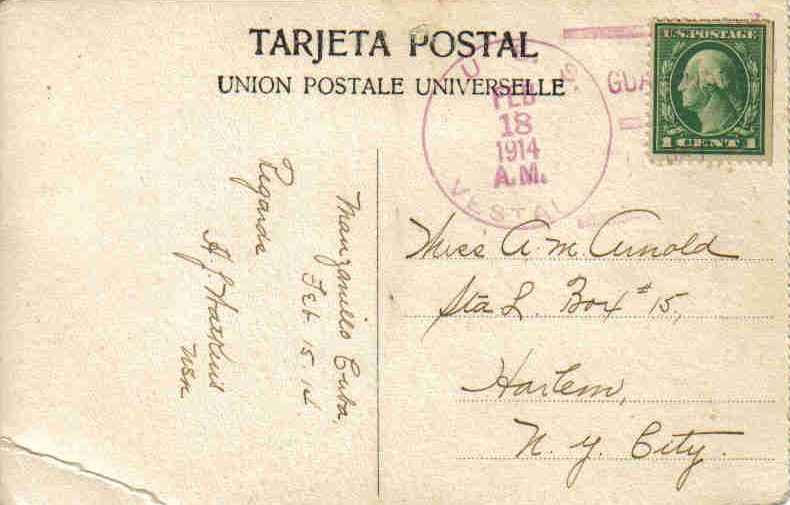 TARJETA POSTAL
UNION POSTALE UNIVERSELLE
U. S. S.
FEB
18
1914
A.M.
VESTAL
GUA
U.S. POSTAGE
1 CENT 1
Manzanillo Cuba,
Feb. 15, 14.
Regards
USN
Miss A. M. Arnold
Sta L. Box #15,
Harlem,
N. Y. City.